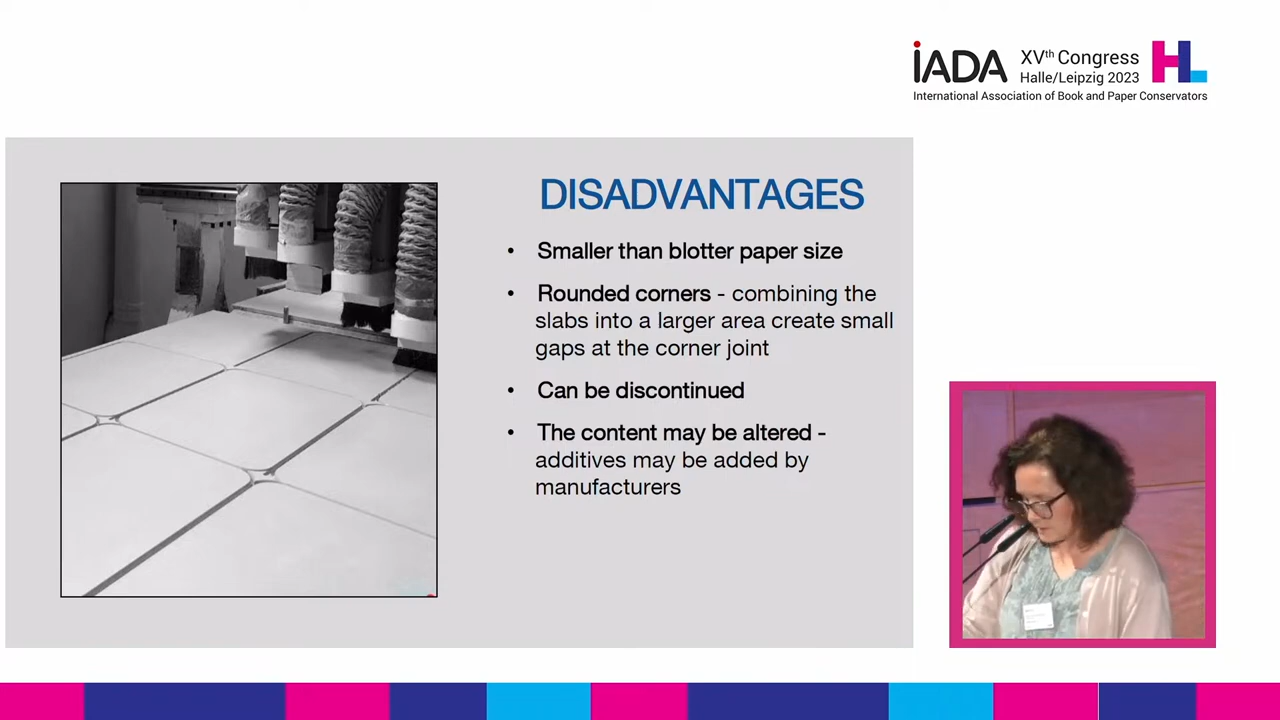 iADA
XVth Congress
Halle/Leipzig 2023
HL
International Association of Book and Paper Conservators
DISADVANTAGES
• Smaller than blotter paper size
• Rounded corners - combining the
slabs into a larger area create small
gaps at the corner joint
• Can be discontinued
• The content may be altered -
additives may be added by
manufacturers